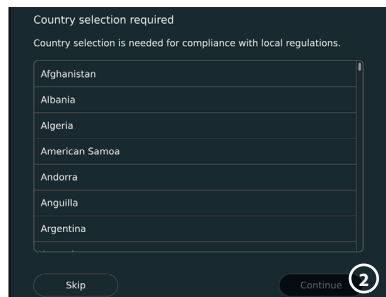 Country selection required
Country selection is needed for compliance with local regulations.
Afghanistan
Albania
Algeria
American Samoa
Andorra
Anguilla
Argentina
Skip
Continue
2